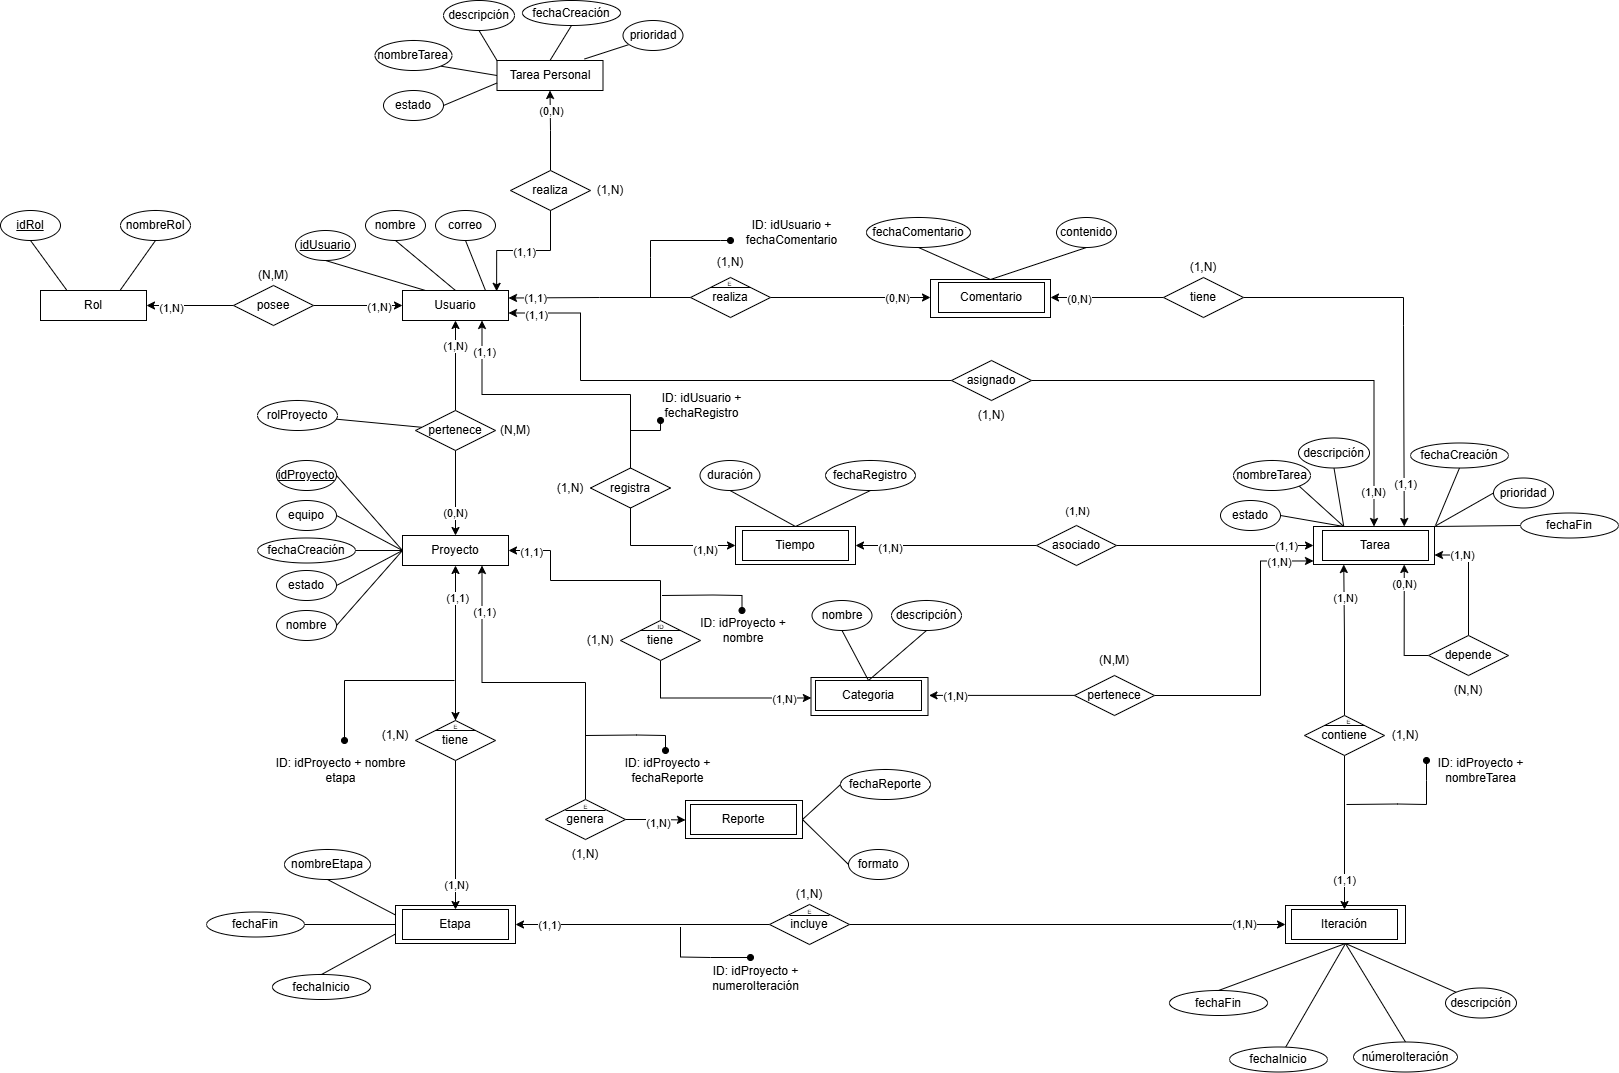 descripción
fechaCreación
prioridad
nombreTarea
Tarea Personal
estado
(0,N)
realiza
(1,N)
(1,1)
idRol
nombreRol
idUsuario
nombre
correo
(N,M)
Rol
(1,N)
posee
(1,N)
Usuario
(1,1)
(1,1)
ID: idUsuario +
fechaComentario
(1,N)
E
realiza
(0,N)
fechaComentario
contenido
Comentario
(0,N)
(1,N)
tiene
(1,N)
(1,1)
asignado
(1,N)
rolProyecto
pertenece
(N,M)
ID: idUsuario +
fechaRegistro
(1,N)
registra
duración
fechaRegistro
(1,N)
Tiempo
(1,N)
(1,N)
asociado
(1,1)
(1,N)
(1,N)
(1,1)
descripción
nombreTarea
estado
fechaCreación
prioridad
fechaFin
Tarea
(1,N)
(0,N)
depende
(N,N)
idProyecto
equipo
fechaCreación
estado
nombre
(0,N)
Proyecto
(1,1)
(1,1)
(1,1)
ID: idProyecto +
nombre
(1,N)
ID
tiene
(1,N)
nombre
descripción
Categoria
(1,N)
(N,M)
pertenece
(1,N)
E
contiene
(1,N)
ID: idProyecto +
nombreTarea
(1,1)
(1,N)
E
tiene
ID: idProyecto + nombre
etapa
ID: idProyecto +
fechaReporte
E
genera
(1,N)
(1,N)
Reporte
fechaReporte
formato
(1,N)
nombreEtapa
fechaFin
fechaInicio
Etapa
(1,1)
(1,N)
E
incluye
(1,N)
ID: idProyecto +
numeroIteración
Iteración
fechaFin
descripción
fechaInicio
númeroIteración